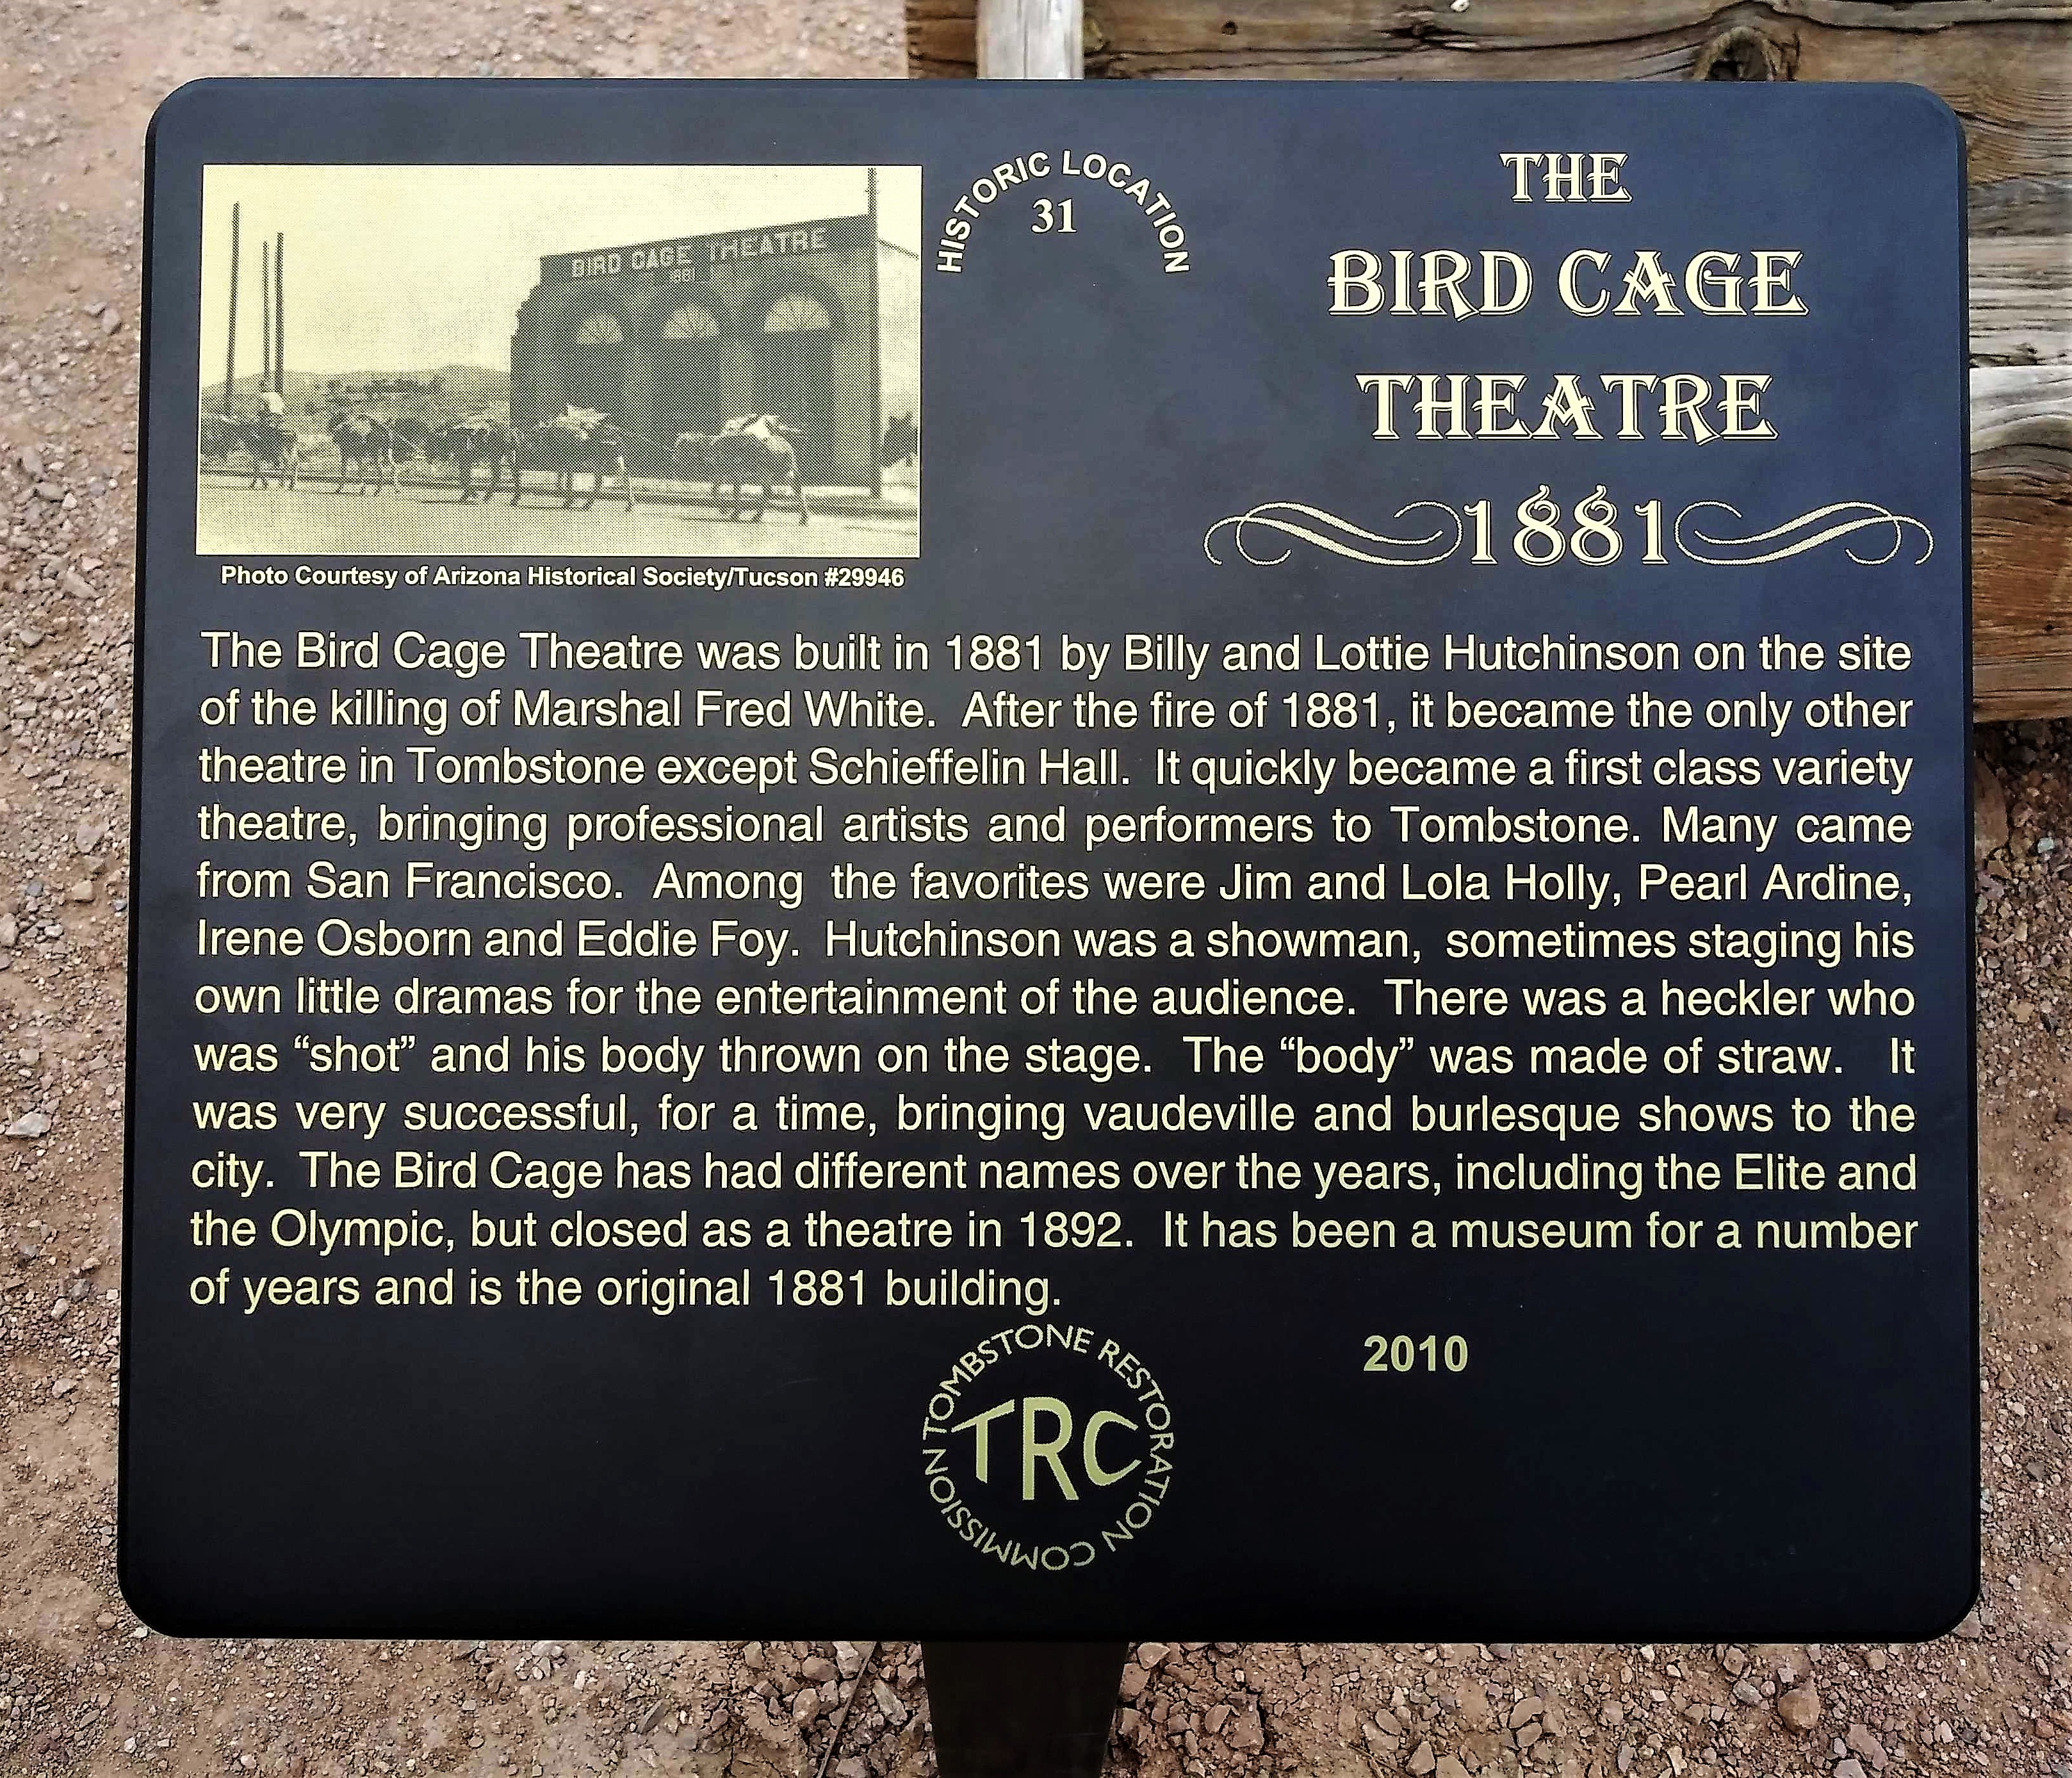 BIRD CAGE THEATRE
1881
Photo Courtesy of Arizona Historical Society/Tucson #29946
HISTORIC LOCATION
31
THE
BIRD CAGE
THEATRE
1881
The Bird Cage Theatre was built in 1881 by Billy and Lottie Hutchinson on the site
of the killing of Marshal Fred White. After the fire of 1881, it became the only other
theatre in Tombstone except Schieffelin Hall. It quickly became a first class variety
theatre, bringing professional artists and performers to Tombstone. Many came
from San Francisco. Among the favorites were Jim and Lola Holly, Pearl Ardine,
Irene Osborn and Eddie Foy. Hutchinson was a showman, sometimes staging his
own little dramas for the entertainment of the audience. There was a heckler who
was “shot” and his body thrown on the stage. The “body” was made of straw. It
was very successful, for a time, bringing vaudeville and burlesque shows to the
city. The Bird Cage has had different names over the years, including the Elite and
the Olympic, but closed as a theatre in 1892. It has been a museum for a number
of years and is the original 1881 building.
2010
TOMBSTONE RESTORATION COMMISSION
TRC